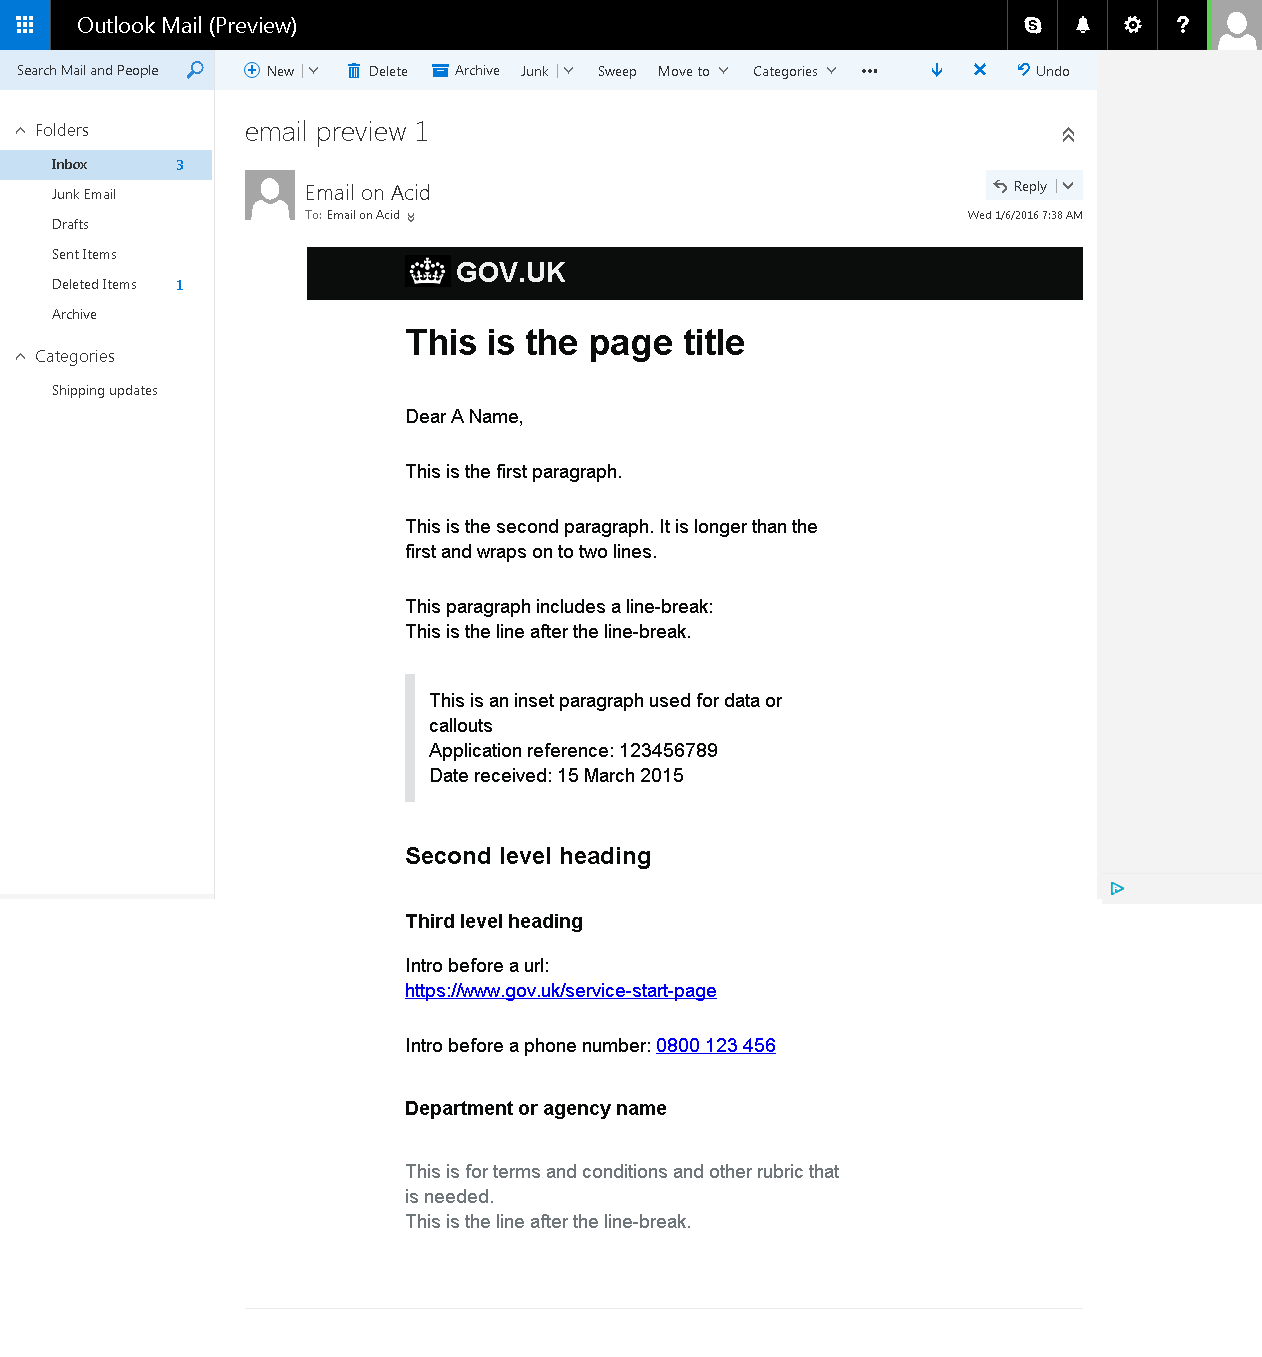 Outlook Mail (Preview)
Search Mail and People
New
Delete
Archive
Junk
Sweep
Move to
Categories
Undo
Folders
Inbox 3
Junk Email
Drafts
Sent Items
Deleted Items 1
Archive
Categories
Shipping updates
email preview 1
Email on Acid
To: Email on Acid
Reply
Wed 1/6/2016 7:38 AM
GOV.UK
This is the page title
Dear A Name,
This is the first paragraph.
This is the second paragraph. It is longer than the
first and wraps on to two lines.
This paragraph includes a line-break:
This is the line after the line-break.
This is an inset paragraph used for data or
callouts
Application reference: 123456789
Date received: 15 March 2015
Second level heading
Third level heading
Intro before a url:
https://www.gov.uk/service-start-page
Intro before a phone number: 0800 123 456
Department or agency name
This is for terms and conditions and other rubric that
is needed.
This is the line after the line-break.